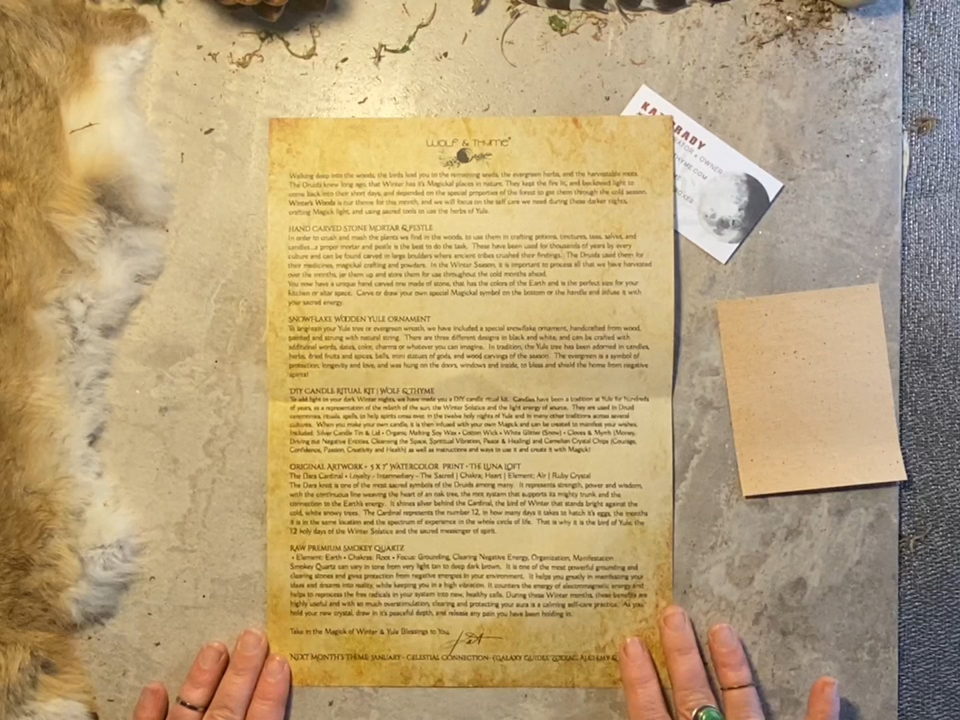 WOLF & THYME
Walking deep into the woods, the birds lead you to the remaining seeds, the evergreen herbs, and the harvestable roots.
The Druids knew long ago, that Winter has it's Magickal places in nature. They kept the fire lit, and beckoned light to
come back into their short days, and depended on the special properties of the forest to get them through the cold season.
Winter's Woods is our theme for this month, and we will focus on the self care we need during these darker nights,
crafting Magick light, and using sacred tools to use the herbs of Yule.
HAND CARVED STONE MORTAR & PESTLE
In order to crush and mash the plants we find in the woods, to use them in crafting potions, tinctures, teas, salves, and
candles...a proper mortar and pestle is the best to do the task. These have been used for thousands of years by every
culture and can be found carved in large boulders where ancient tribes crushed their findings. The Druids used them for
their medicines, magickal crafting and powders. In the Winter Season, it is important to process all that we have harvested
over the months, jar them up and store them for use throughout the cold months ahead.
You now have a unique hand carved one made of stone, that has the colors of the Earth and is the perfect size for your
kitchen or altar space. Carve or draw your own special Magickal symbol on the bottom or the handle and infuse it with
your sacred energy.
SNOWFLAKE WOODEN YULE ORNAMENT
To brighten your Yule tree or evergreen wreath, we have included a special snowflake ornament, handcrafted from wood,
painted and strung with natural string. There are three different designs in black and white, and can be crafted with
additional words, dates, color, charms or whatever you can imagine. In tradition, the Yule tree has been adorned in candles,
herbs, dried fruits and spices, bells, mini statues of gods, and wood carvings of the season. The evergreen is a symbol of
protection, longevity and love, and was hung on the doors, windows and inside, to bless and shield the home from negative
spirits!
DIY CANDLE RITUAL KIT | WOLF & THYME
To add light to your dark Winter nights, we have made you a DIY candle ritual kit. Candles have been a tradition at Yule for hundreds
of years, as a representation of the rebirth of the sun, the Winter Solstice and the light energy of source. They are used in Druid
ceremonies, rituals, spells, to help spirits cross over, in the twelve holy nights of Yule and in many other traditions across several
cultures. When you make your own candle, it is then infused with your own Magick and can be created to manifest your wishes.
Included: Silver Candle Tin & Lid • Organic Melting Soy Wax • Cotton Wick • White Glitter (Snow) • Cloves & Myrrh (Money,
Driving out Negative Entities, Cleansing the Space, Spiritual Vibration, Peace & Healing) and Carnelian Crystal Chips (Courage,
Confidence, Passion, Creativity and Health) as well as instructions and ways to use it and create it with Magick!
ORIGINAL ARTWORK • 5 X 7" WATERCOLOR PRINT • THE LUNA LOFT
The Dara Cardinal • Loyalty - Intermediary - The Sacred | Chakra; Heart | Element; Air | Ruby Crystal
The Dara knot is one of the most sacred symbols of the Druids among many. It represents strength, power and wisdom,
with the continuous line weaving the heart of an oak tree, the root system that supports its mighty trunk and the
connection to the Earth's energy. It shines silver behind the Cardinal, the bird of Winter that stands bright against the
cold, white snowy trees. The Cardinal represents the number 12, in how many days it takes to hatch it's eggs, the months
it is in the same location and the spectrum of experience in the whole circle of life. That is why it is the bird of Yule, the
12 holy days of the Winter Solstice and the sacred messenger of spirit.
RAW PREMIUM SMOKEY QUARTZ
• Element: Earth • Chakras: Root • Focus: Grounding, Clearing Negative Energy, Organization, Manifestation
Smokey Quartz can vary in tone from very light tan to deep dark brown. It is one of the most powerful grounding and
clearing stones and gives protection from negative energies in your environment. It helps you greatly in manifesting your
ideas and dreams into reality, while keeping you in a high vibration. It counters the energy of electromagnetic energy and
helps to reprocess the free radicals in your system into new, healthy cells. During these Winter months, these benefits are
highly useful and with so much overstimulation, clearing and protecting your aura is a calming self-care practice. As you
hold your new crystal, draw in it's peaceful depth, and release any pain you have been holding in.
Take in the Magick of Winter & Yule Blessings to You,
NEXT MONTH'S THEME: JANUARY - CELESTIAL CONNECTION - (GALAXY GUIDES, ZODIAC, ALCHEMY &